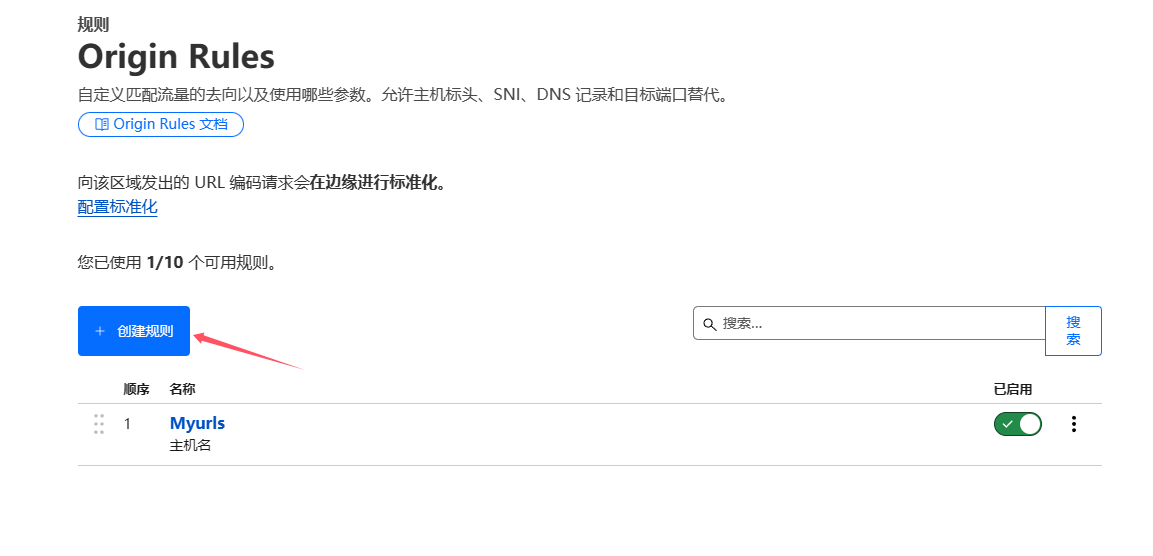 规则
Origin Rules
自定义匹配流量的去向以及使用哪些参数。允许主机标头、SNI、DNS 记录和目标端口替代。
Origin Rules 文档
向该区域发出的 URL 编码请求会在边缘进行标准化。
配置标准化
您已使用 1/10 个可用规则。
+ 创建规则
搜索...
搜
索
顺序 名称 已启用
1 Myurls
主机名